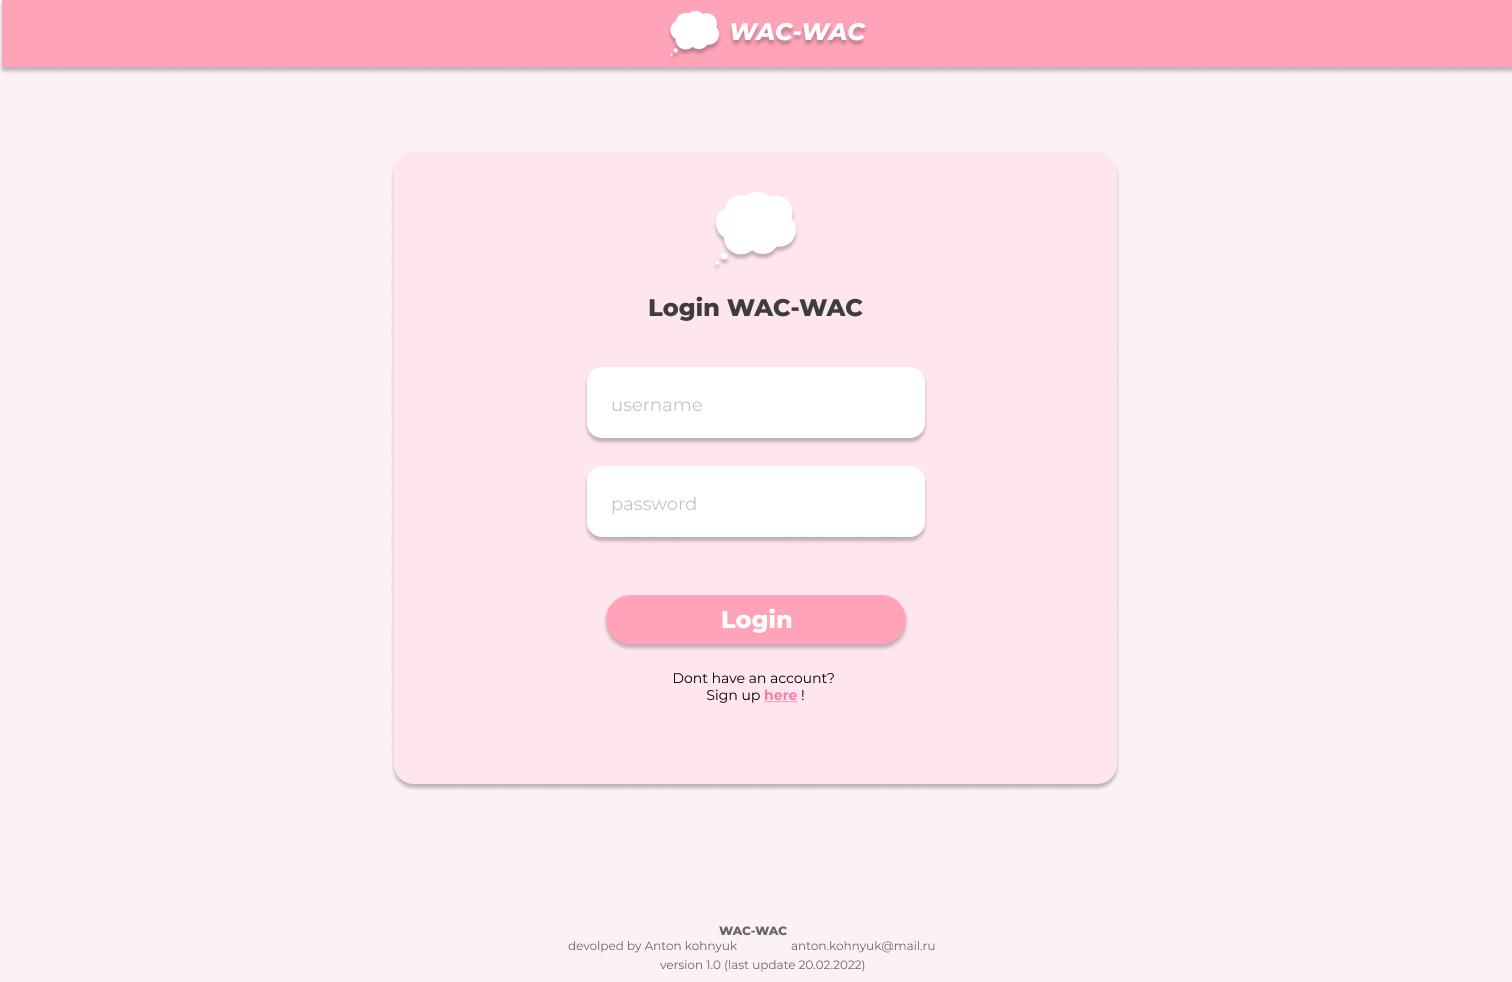 WAC-WAC
Login WAC-WAC
username
password
Login
Dont have an account?
Sign up here !
WAC-WAC
devolped by Anton kohnyuk anton.kohnyuk@mail.ru
version 1.0 (last update 20.02.2022)